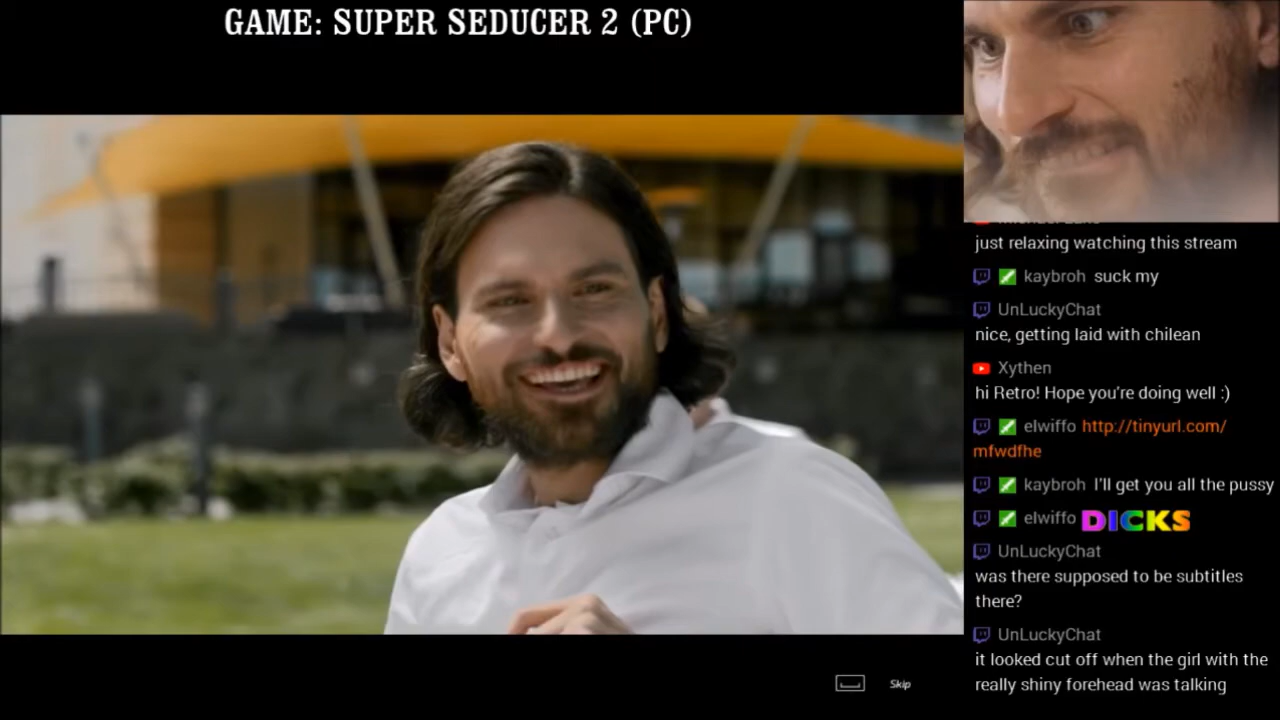 GAME: SUPER SEDUCER 2 (PC)
just relaxing watching this stream
kaybroh suck my
UnLuckyChat
nice, getting laid with chilean
Xythen
hi Retro! Hope you're doing well :)
elwiffo http://tinyurl.com/
mfwdfhe
kaybroh I'll get you all the pussy
elwiffo DICKS
UnLuckyChat
was there supposed to be subtitles
there?
UnLuckyChat
it looked cut off when the girl with the
really shiny forehead was talking
Skip